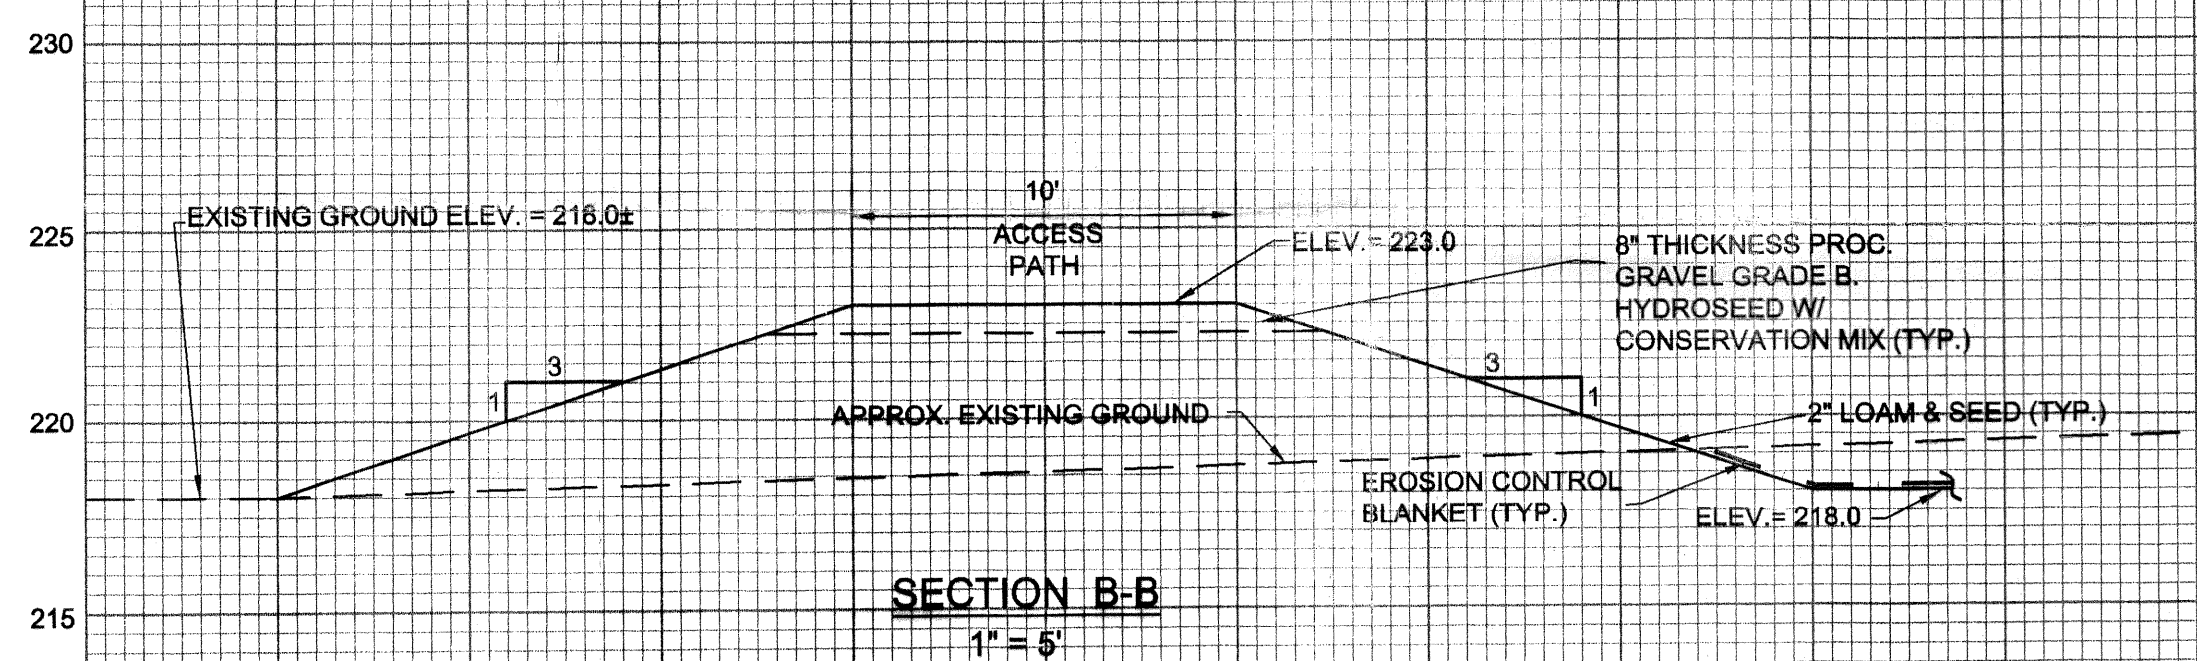 230
225
220
215
EXISTING GROUND ELEV. = 218.0±
10'
ACCESS
PATH
ELEV. = 223.0
8" THICKNESS PROC.
GRAVEL GRADE B.
HYDROSEED W/
CONSERVATION MIX (TYP.)
3
1
3
1
APPROX. EXISTING GROUND
2" LOAM & SEED (TYP.)
EROSION CONTROL
BLANKET (TYP.)
ELEV.= 218.0
SECTION B-B
1" = 5'